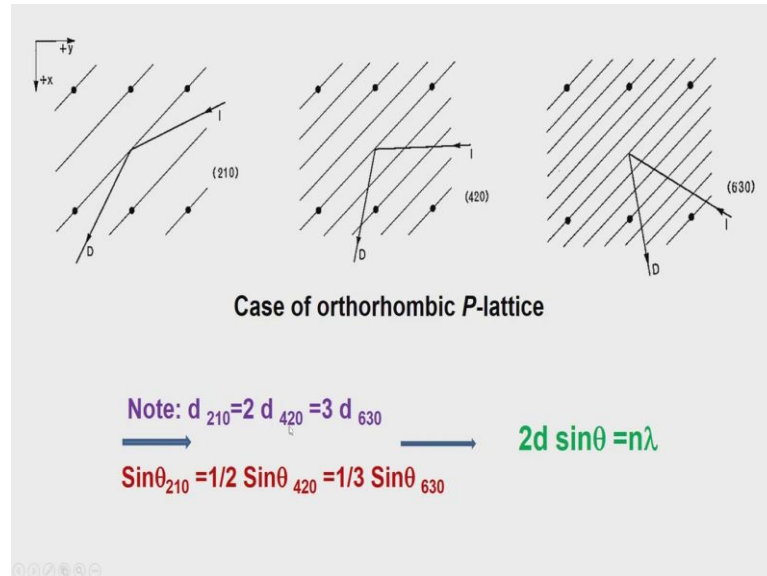 +y
+x
I
(210)
D
I
(420)
D
(630)
I
D
Case of orthorhombic P-lattice
Note: d 210=2 d 420 =3 d 630
2d sinθ =nλ
Sinθ210 =1/2 Sinθ 420 =1/3 Sinθ 630